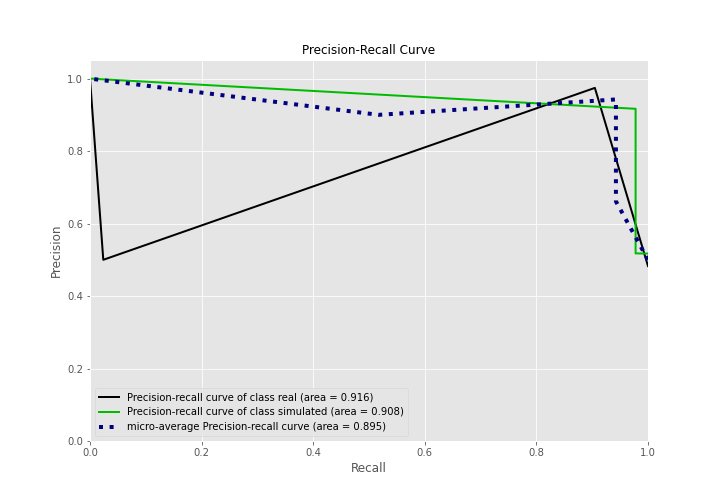 Precision-Recall Curve
1.0
0.8
0.6
0.4
0.2
0.0
Precision
Precision-recall curve of class real (area = 0.916)
Precision-recall curve of class simulated (area = 0.908)
micro-average Precision-recall curve (area = 0.895)
0.0 0.2 0.4 0.6 0.8 1.0
Recall